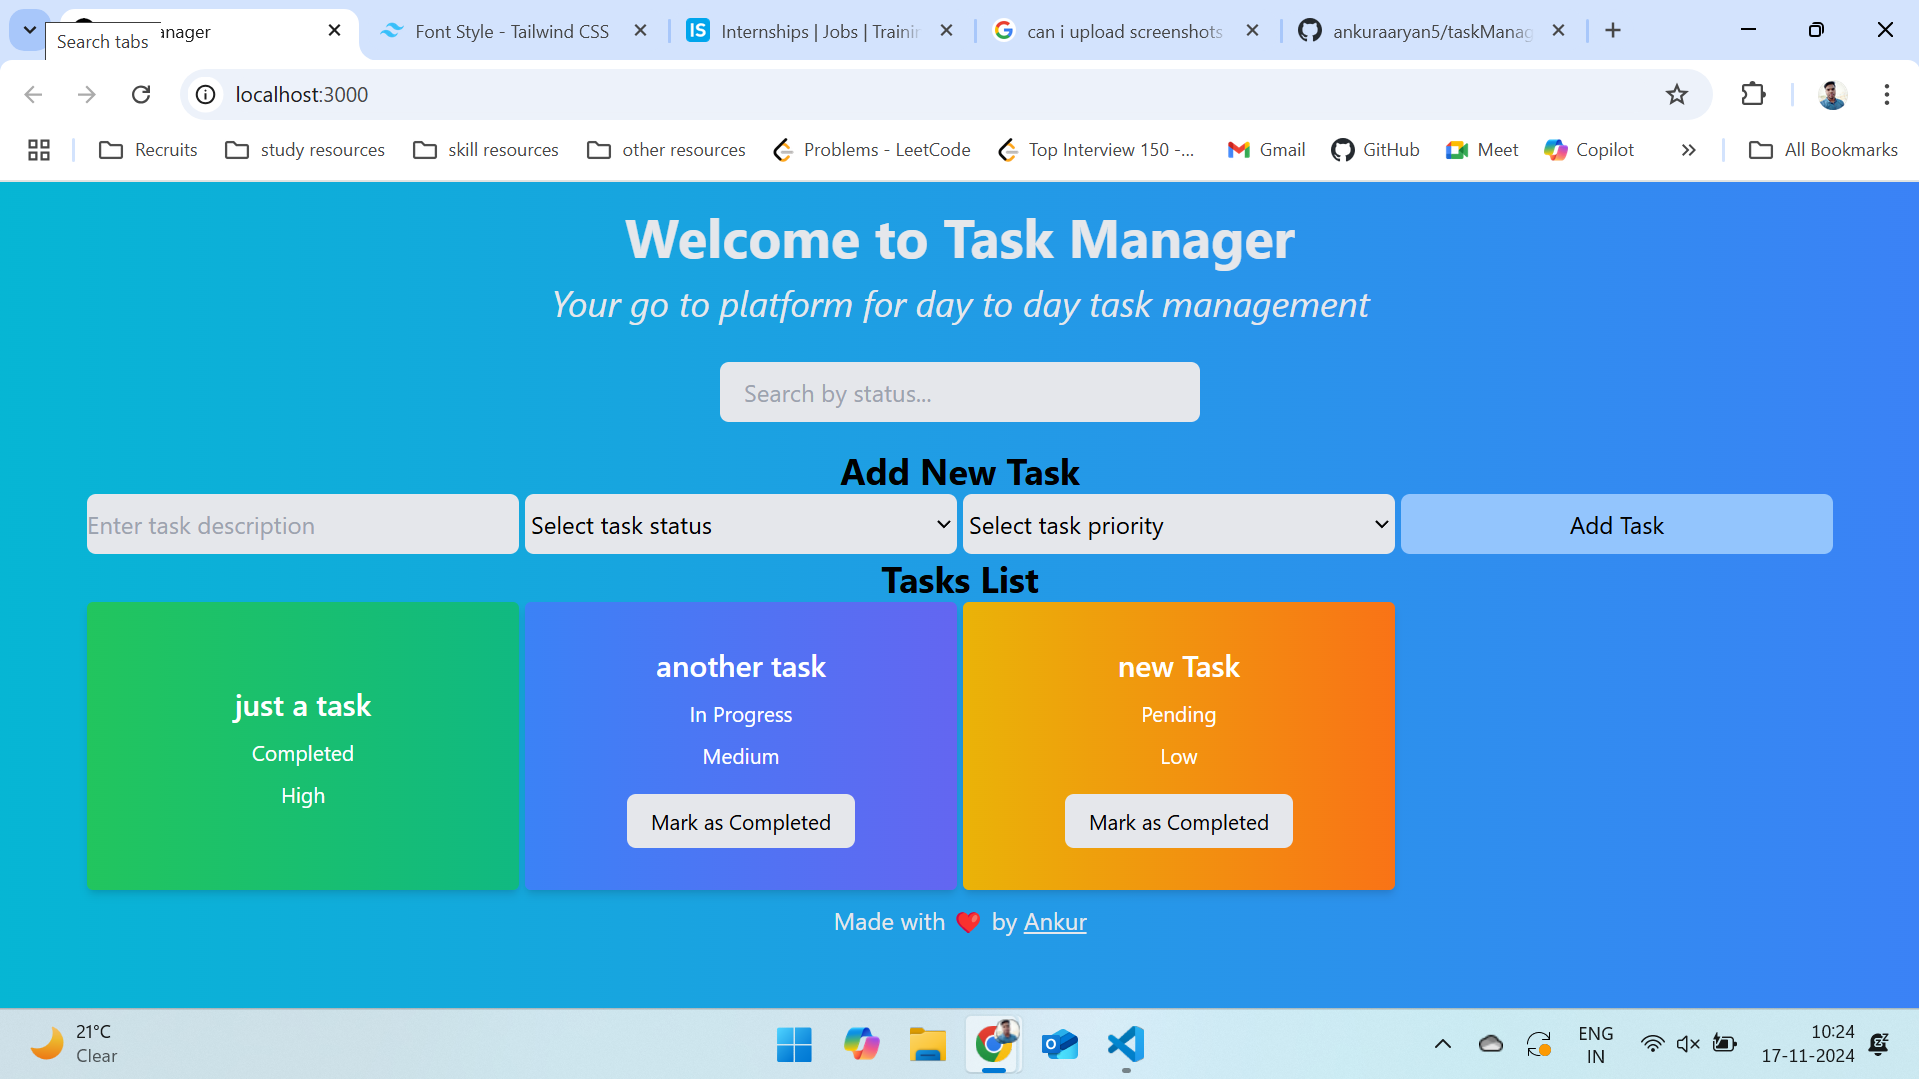 Search tabs
anager
Font Style - Tailwind CSS
Internships | Jobs | Trainin
can i upload screenshots
ankuraaryan5/taskManag
localhost:3000
Recruits
study resources
skill resources
other resources
Problems - LeetCode
Top Interview 150 -...
Gmail
GitHub
Meet
Copilot
All Bookmarks
Welcome to Task Manager
Your go to platform for day to day task management
Search by status...
Add New Task
Enter task description
Select task status
Select task priority
Add Task
Tasks List
just a task
Completed
High
another task
In Progress
Medium
Mark as Completed
new Task
Pending
Low
Mark as Completed
Made with ❤️ by Ankur
21°C
Clear
ENG
IN
10:24
17-11-2024